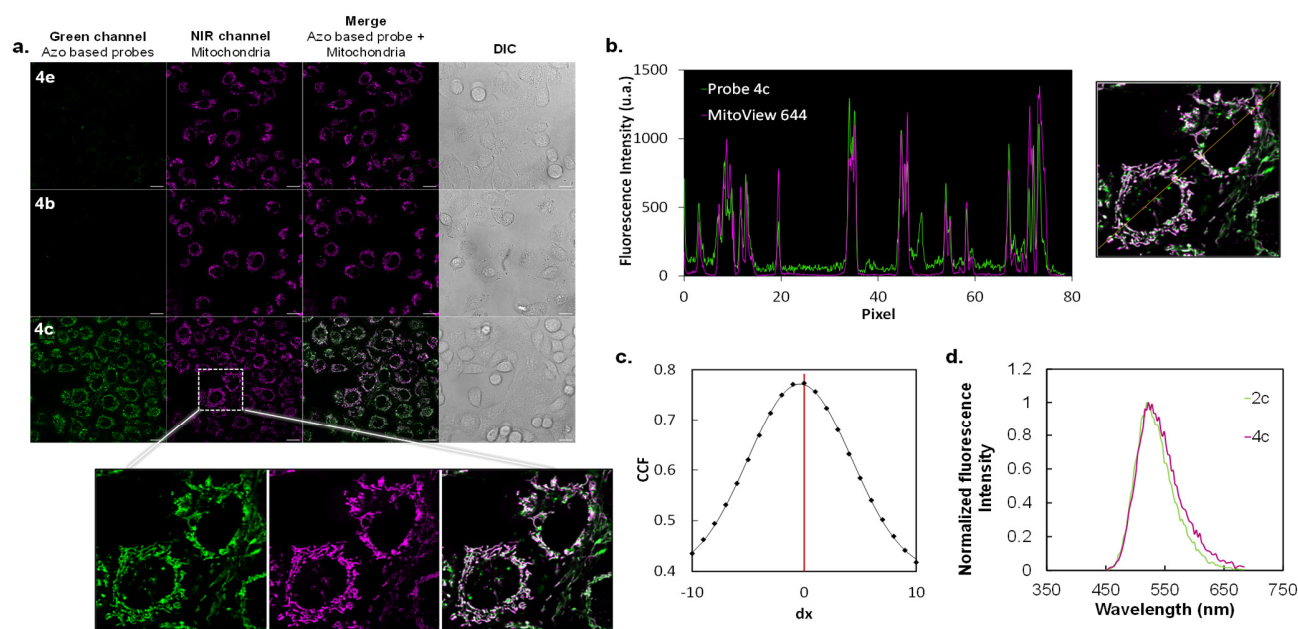 a.
Green channel
Azo based probes
NIR channel
Mitochondria
Merge
Azo based probe +
Mitochondria
DIC
4e
4b
4c
b.
Fluorescence Intensity (u.a.)
1500
1000
500
0
Probe 4c
MitoView 644
0 20 40 60 80
Pixel
c.
CCF
0.8
0.7
0.6
0.5
0.4
-10 0 10
dx
d.
Normalized fluorescence
Intensity
1.2
1
0.8
0.6
0.4
0.2
0
2c
4c
350 450 550 650 750
Wavelength (nm)